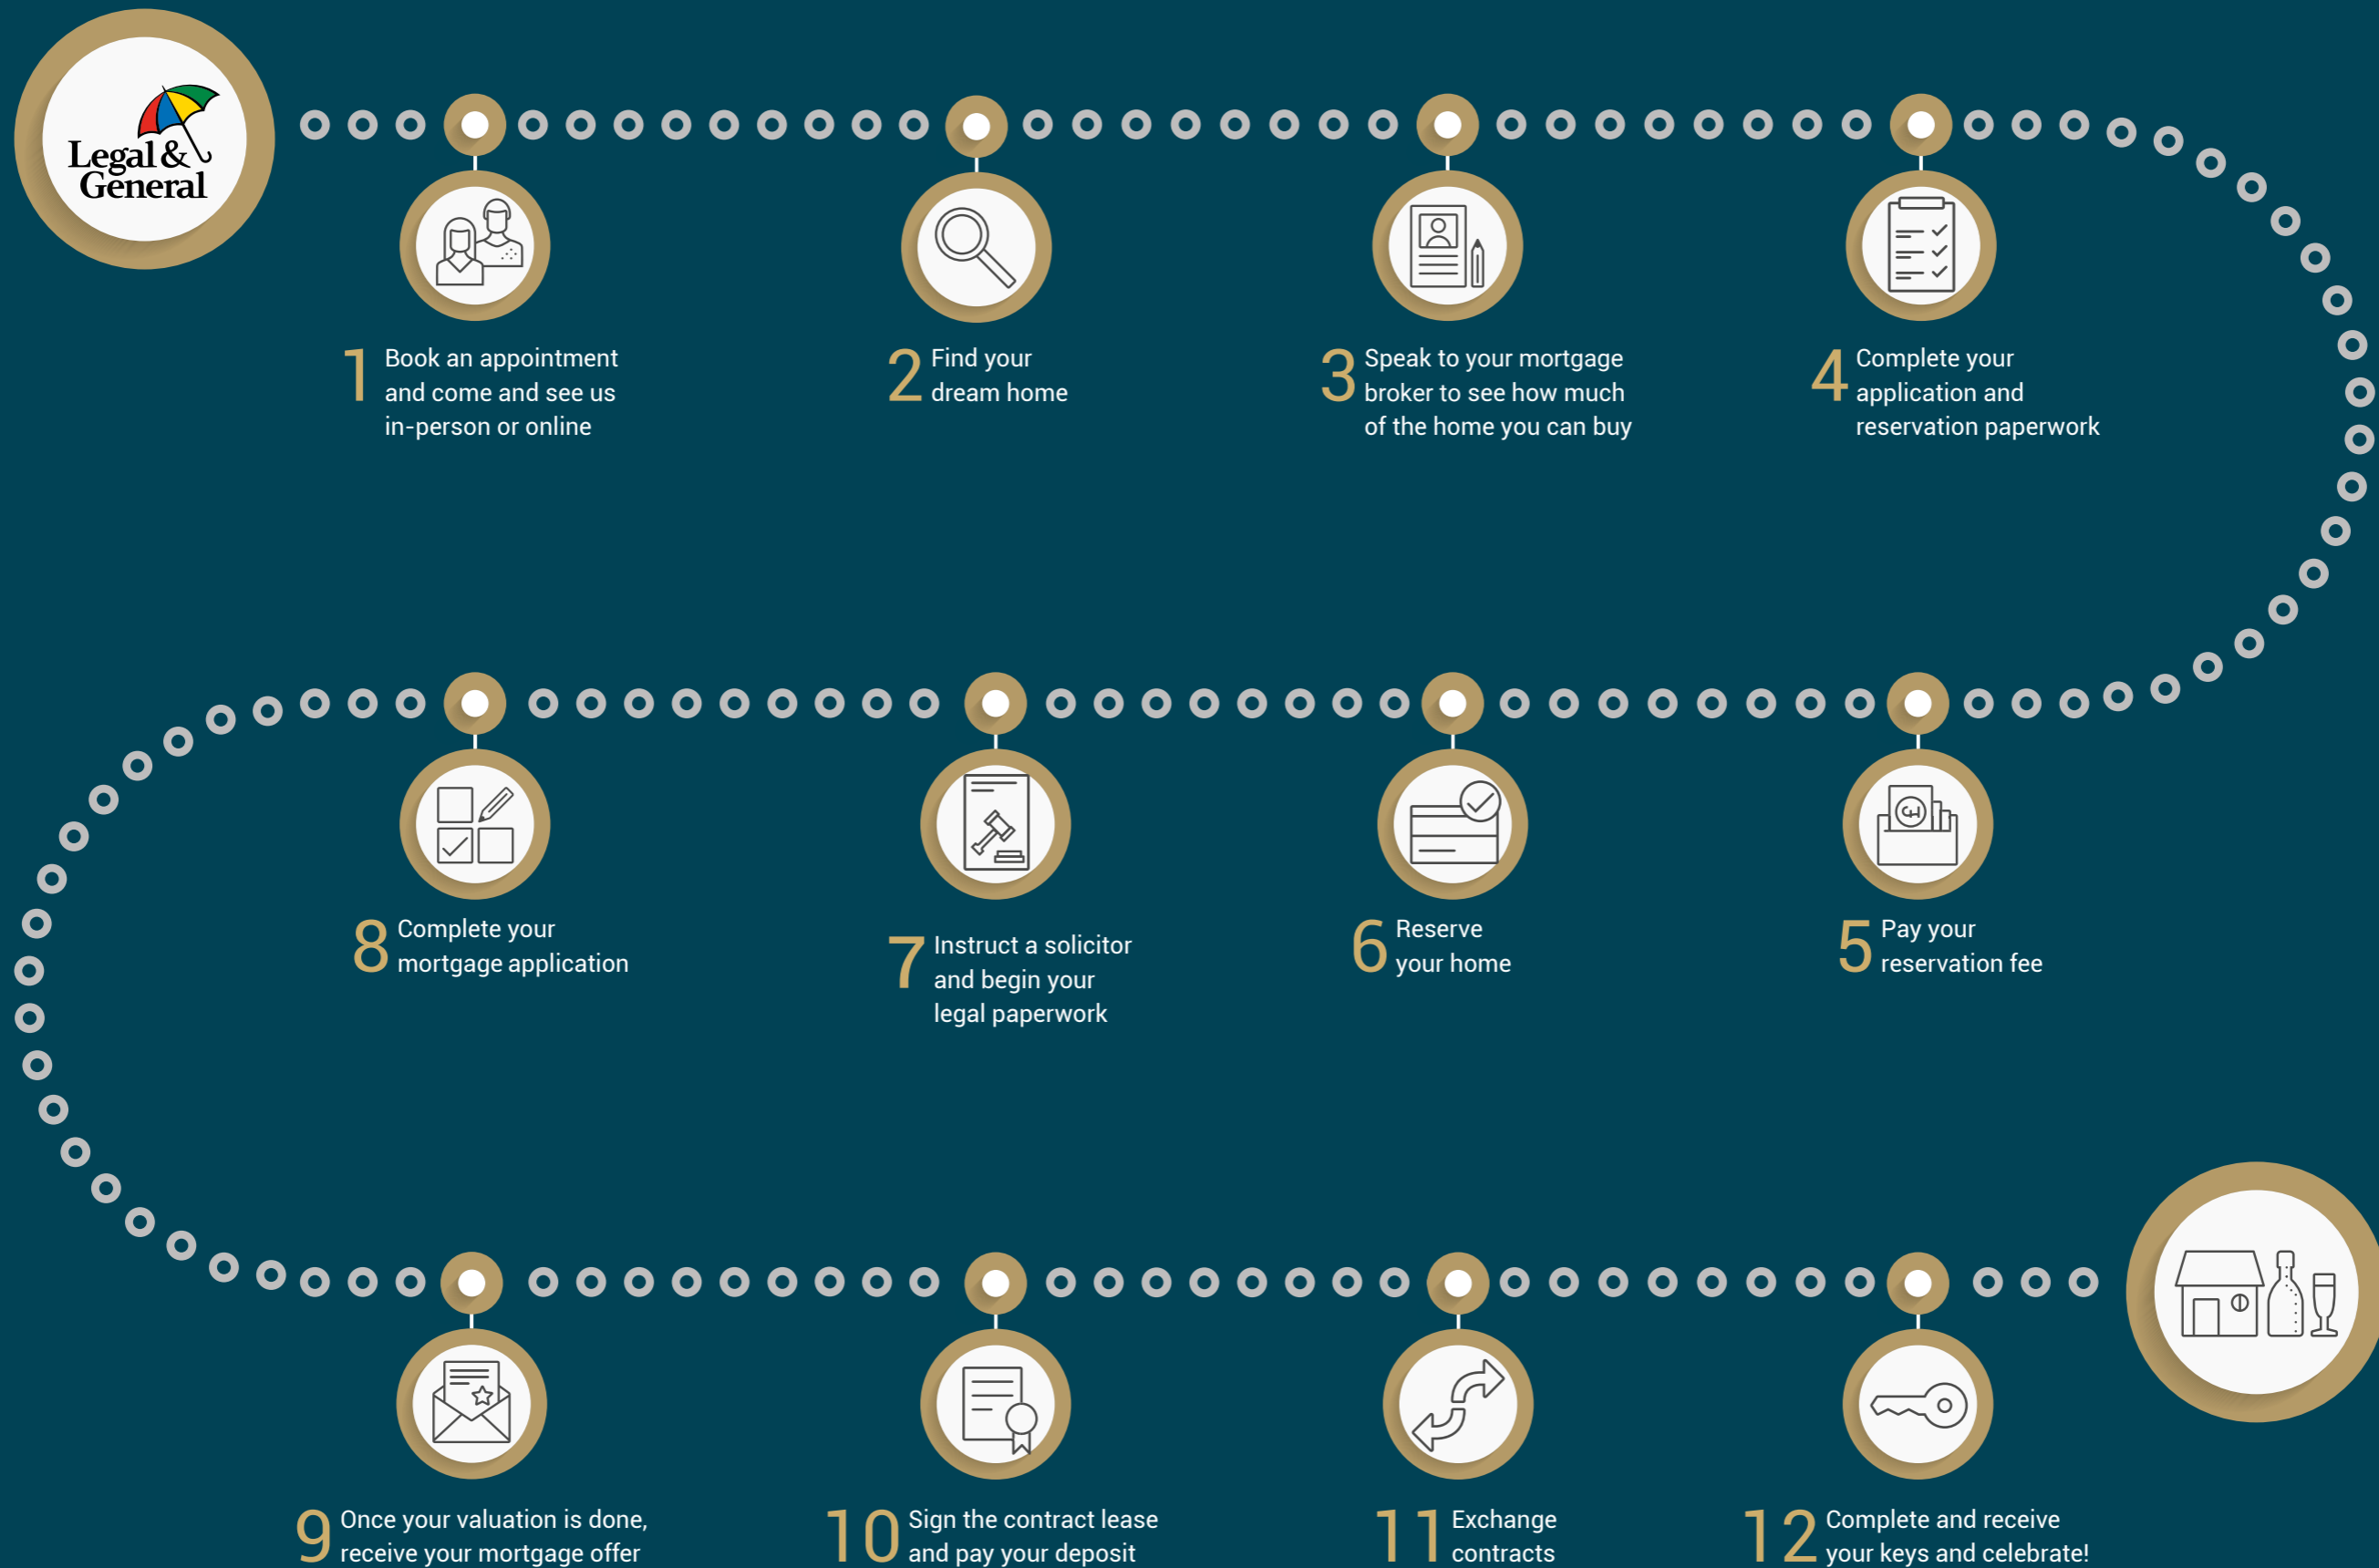 Legal &
General
1 Book an appointment
and come and see us
in-person or online
2 Find your
dream home
3 Speak to your mortgage
broker to see how much
of the home you can buy
4 Complete your
application and
reservation paperwork
5 Pay your
reservation fee
6 Reserve
your home
7 Instruct a solicitor
and begin your
legal paperwork
8 Complete your
mortgage application
9 Once your valuation is done,
receive your mortgage offer
10 Sign the contract lease
and pay your deposit
11 Exchange
contracts
12 Complete and receive
your keys and celebrate!